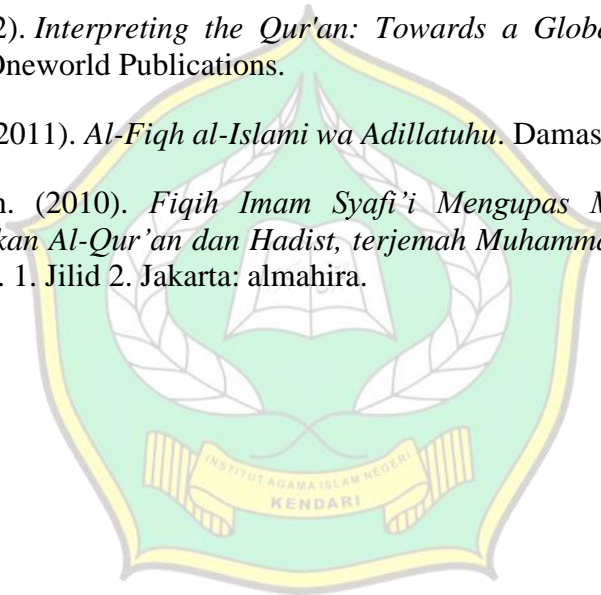 2). Interpreting the Qur'an: Towards a Globa
Oneworld Publications.
2011). Al-Fiqh al-Islami wa Adillatuhu. Damas
n. (2010). Fiqih Imam Syafi’i Mengupas M
kan Al-Qur’an dan Hadist, terjemah Muhamma
. 1. Jilid 2. Jakarta: almahira.
INSTITUT AGAMA ISLAM NEGERI
KENDARI